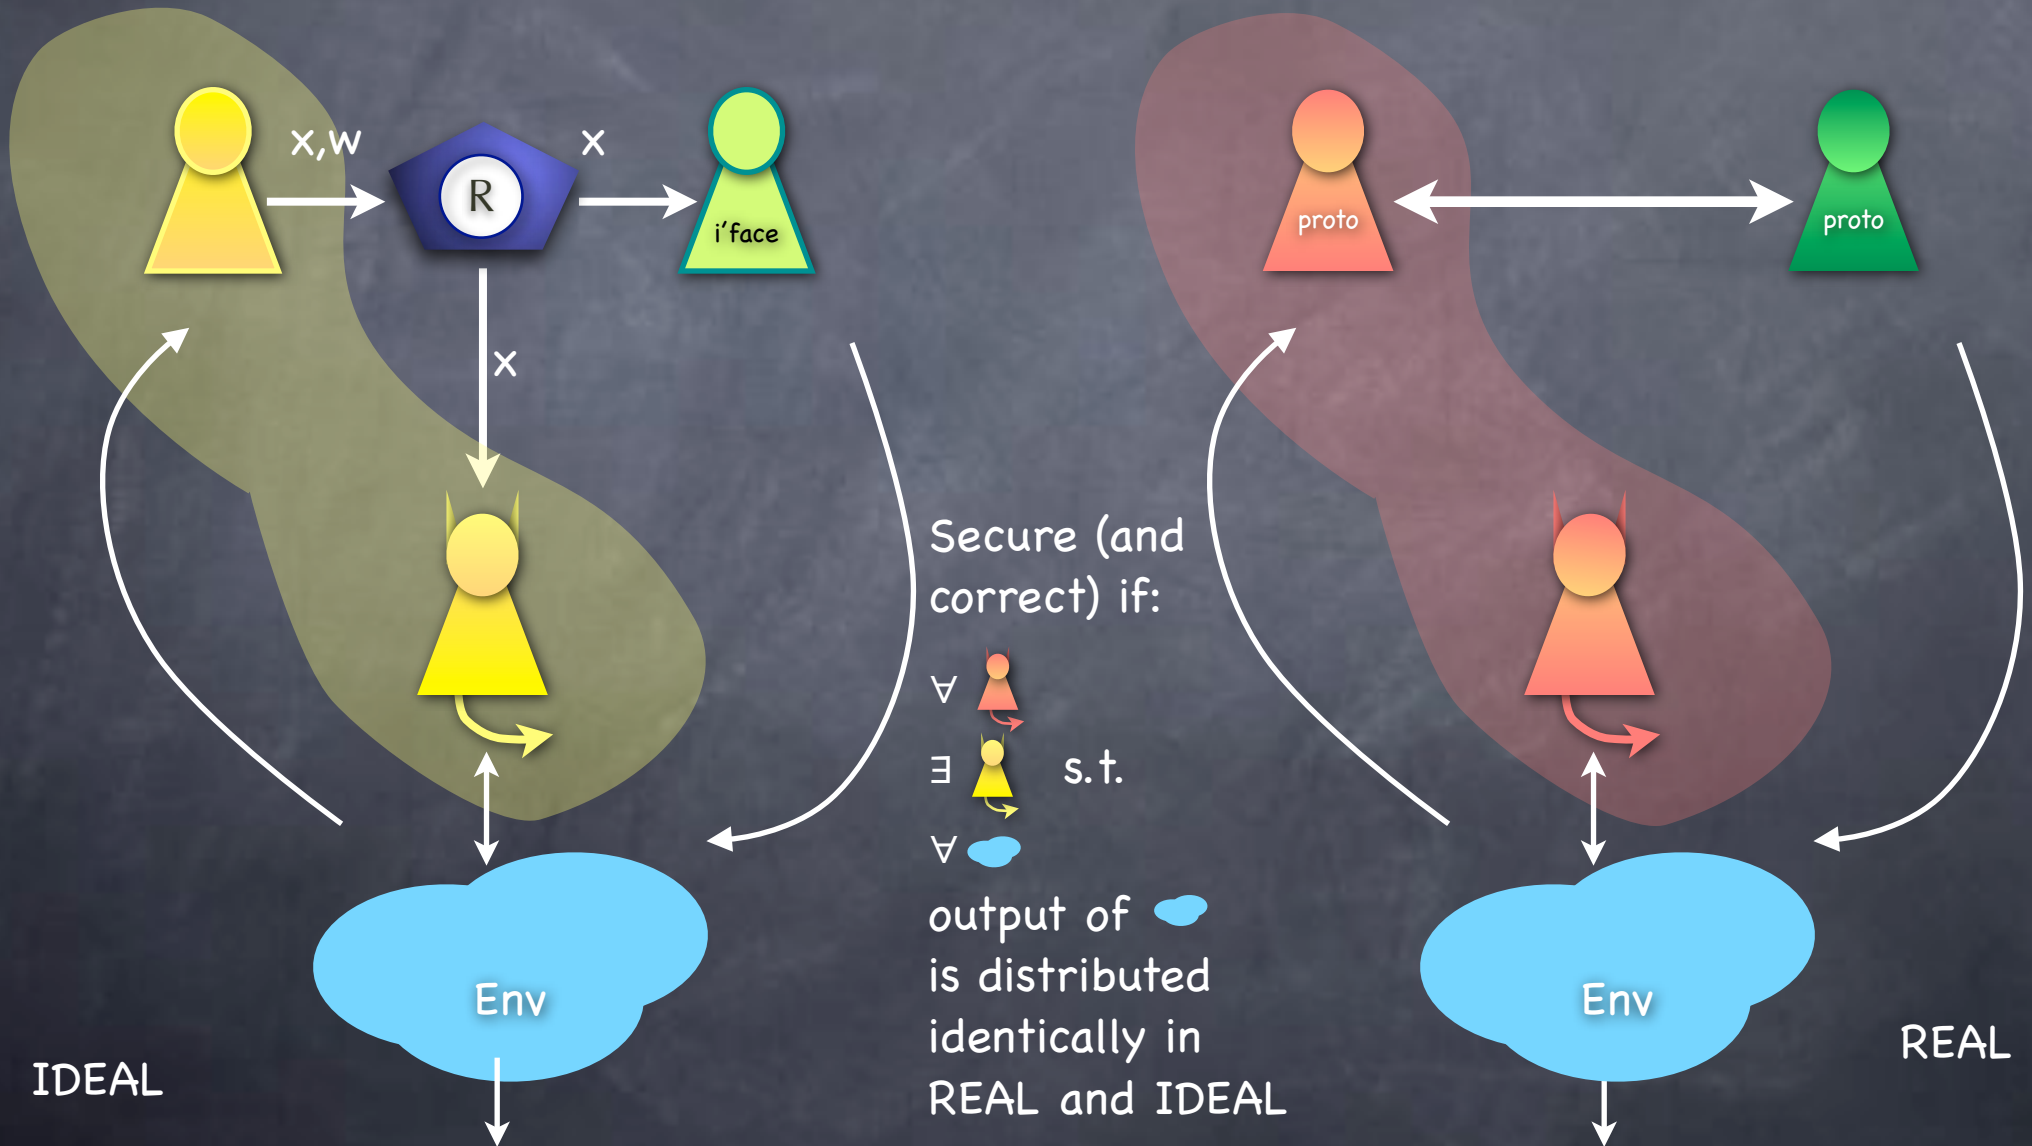 x,w
R
x
i'face
x
proto
proto
Secure (and
correct) if:
∀
∃ s.t.
∀
output of
is distributed
identically in
REAL and IDEAL
Env
IDEAL
Env
REAL